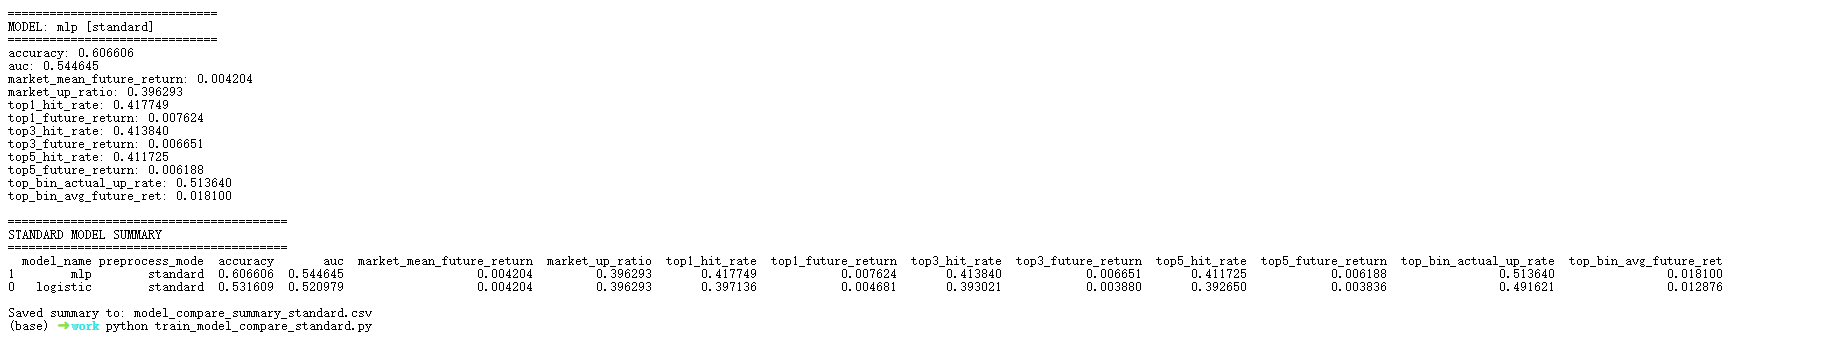 ==============================
MODEL: mlp [standard]
==============================
accuracy: 0.606606
auc: 0.544645
market_mean_future_return: 0.004204
market_up_ratio: 0.396293
top1_hit_rate: 0.417749
top1_future_return: 0.007624
top3_hit_rate: 0.413840
top3_future_return: 0.006651
top5_hit_rate: 0.411725
top5_future_return: 0.006188
top_bin_actual_up_rate: 0.513640
top_bin_avg_future_ret: 0.018100
========================================
STANDARD MODEL SUMMARY
========================================
model_name preprocess_mode accuracy auc market_mean_future_return market_up_ratio top1_hit_rate top1_future_return top3_hit_rate top3_future_return top5_hit_rate top5_future_return top_bin_actual_up_rate top_bin_avg_future_ret
1 mlp standard 0.606606 0.544645 0.004204 0.396293 0.417749 0.007624 0.413840 0.006651 0.411725 0.006188 0.513640 0.018100
0 logistic standard 0.531609 0.520979 0.004204 0.396293 0.397136 0.004681 0.393021 0.003880 0.392650 0.003836 0.491621 0.012876
Saved summary to: model_compare_summary_standard.csv
(base) ➜work python train_model_compare_standard.py